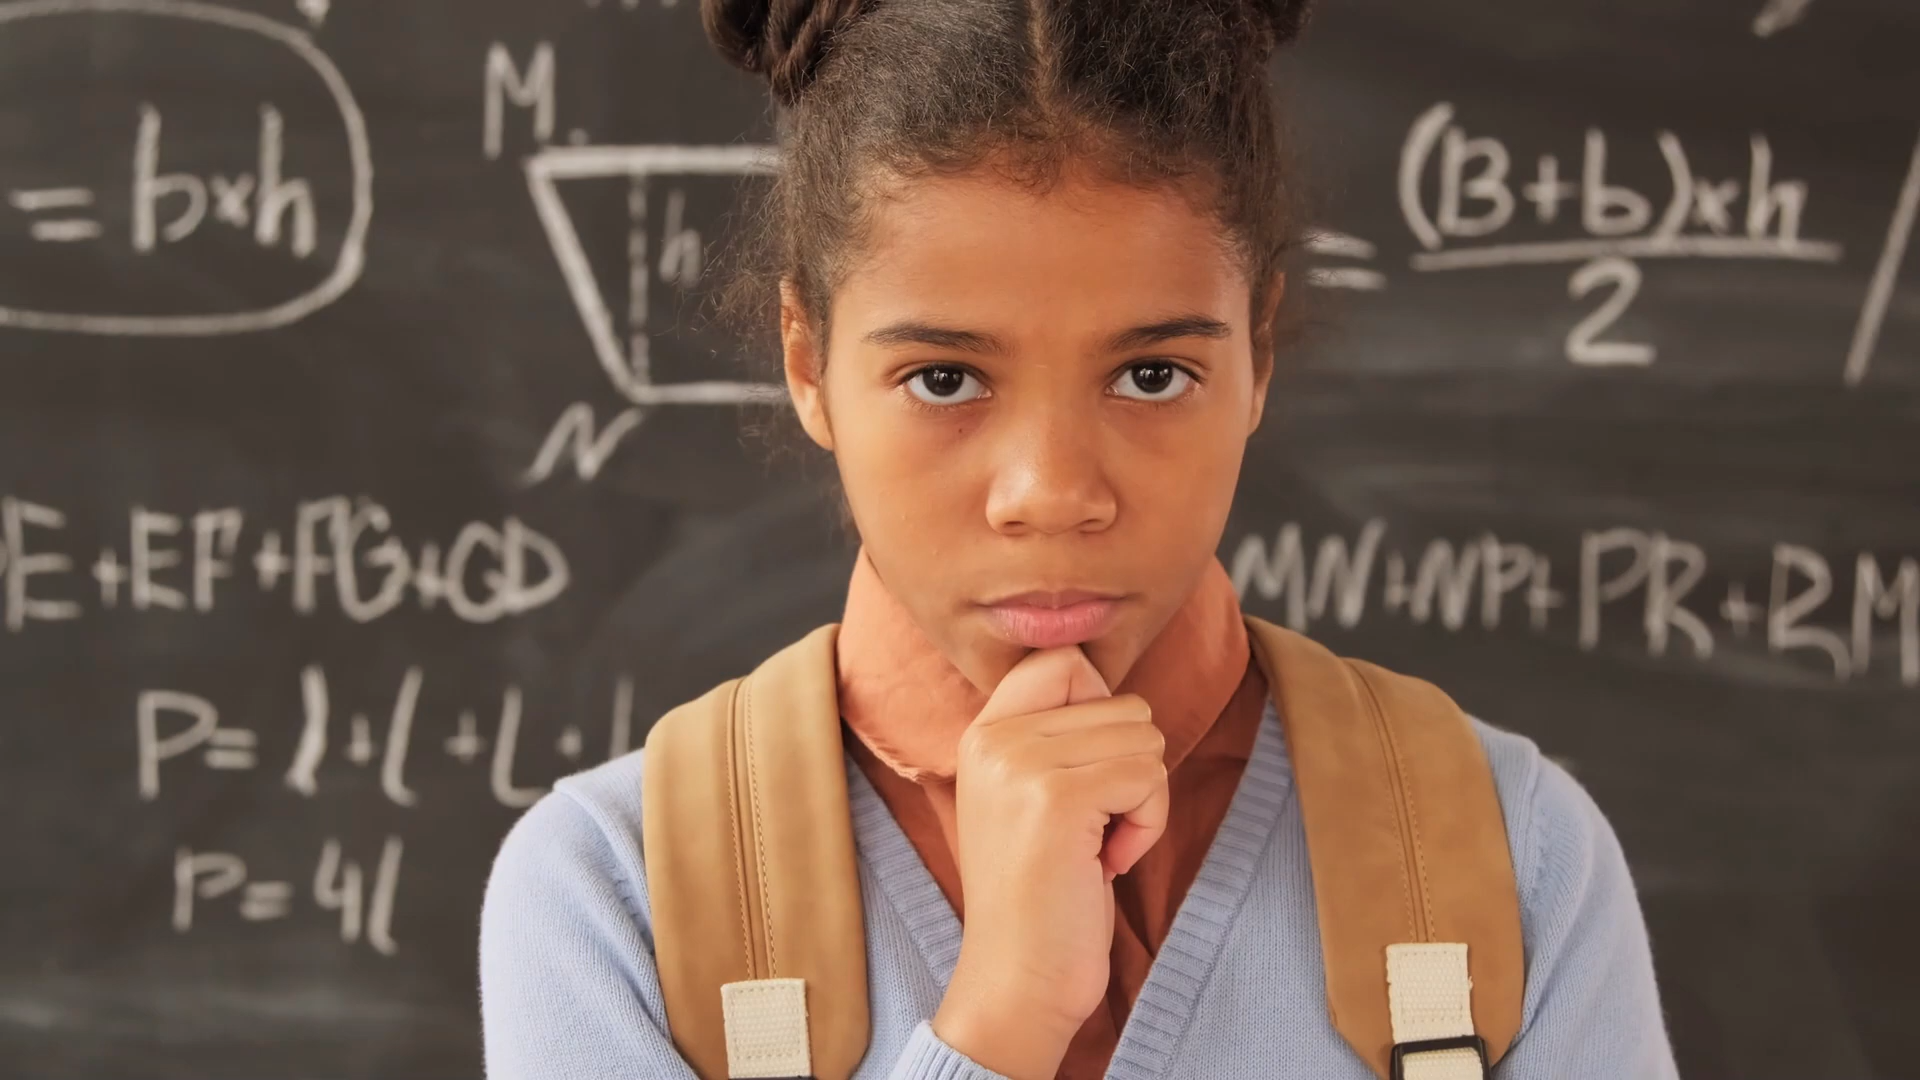 = b×h
M
h
N
= (B+b)×h
2
E+EF+FG+GD
MN+NP+PR+RM
P= l+l+l+l
P=4l